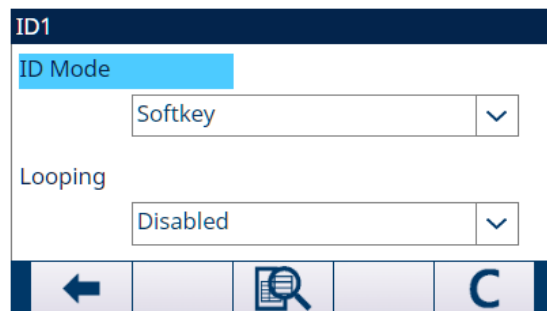 ID1
ID Mode
Softkey
Looping
Disabled
C